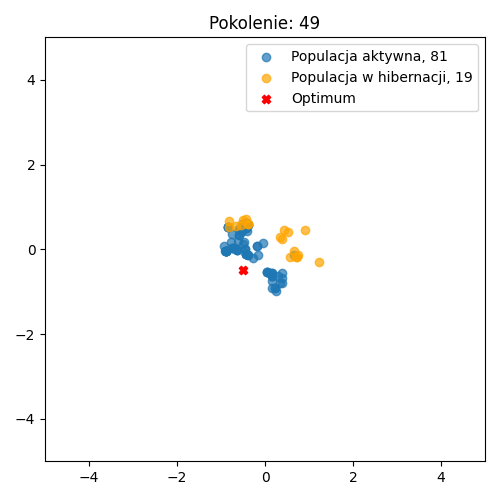 Pokolenie: 49
Populacja aktywna, 81
Populacja w hibernacji, 19
Optimum
4
2
0
−2
−4
−4
−2
0
2
4